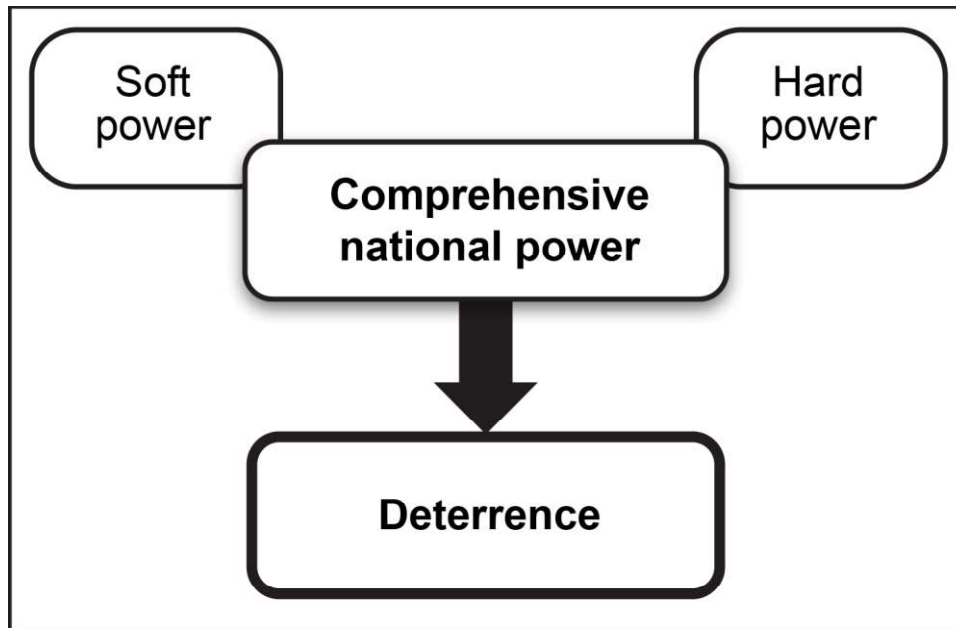 Soft
power
Hard
power
Comprehensive
national power
Deterrence